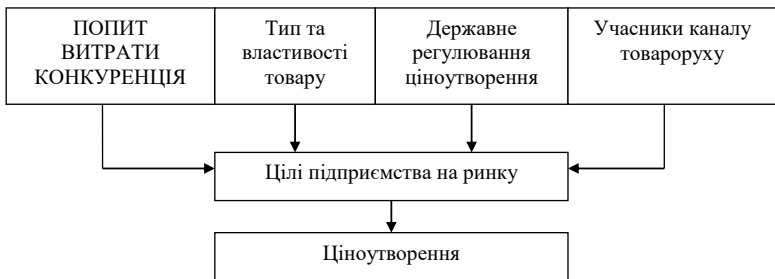 ПОПИТ
ВИТРАТИ
КОНКУРЕНЦІЯ
Тип та
властивості
товару
Державне
регулювання
ціноутворення
Учасники каналу
товароруху
Цілі підприємства на ринку
Ціноутворення